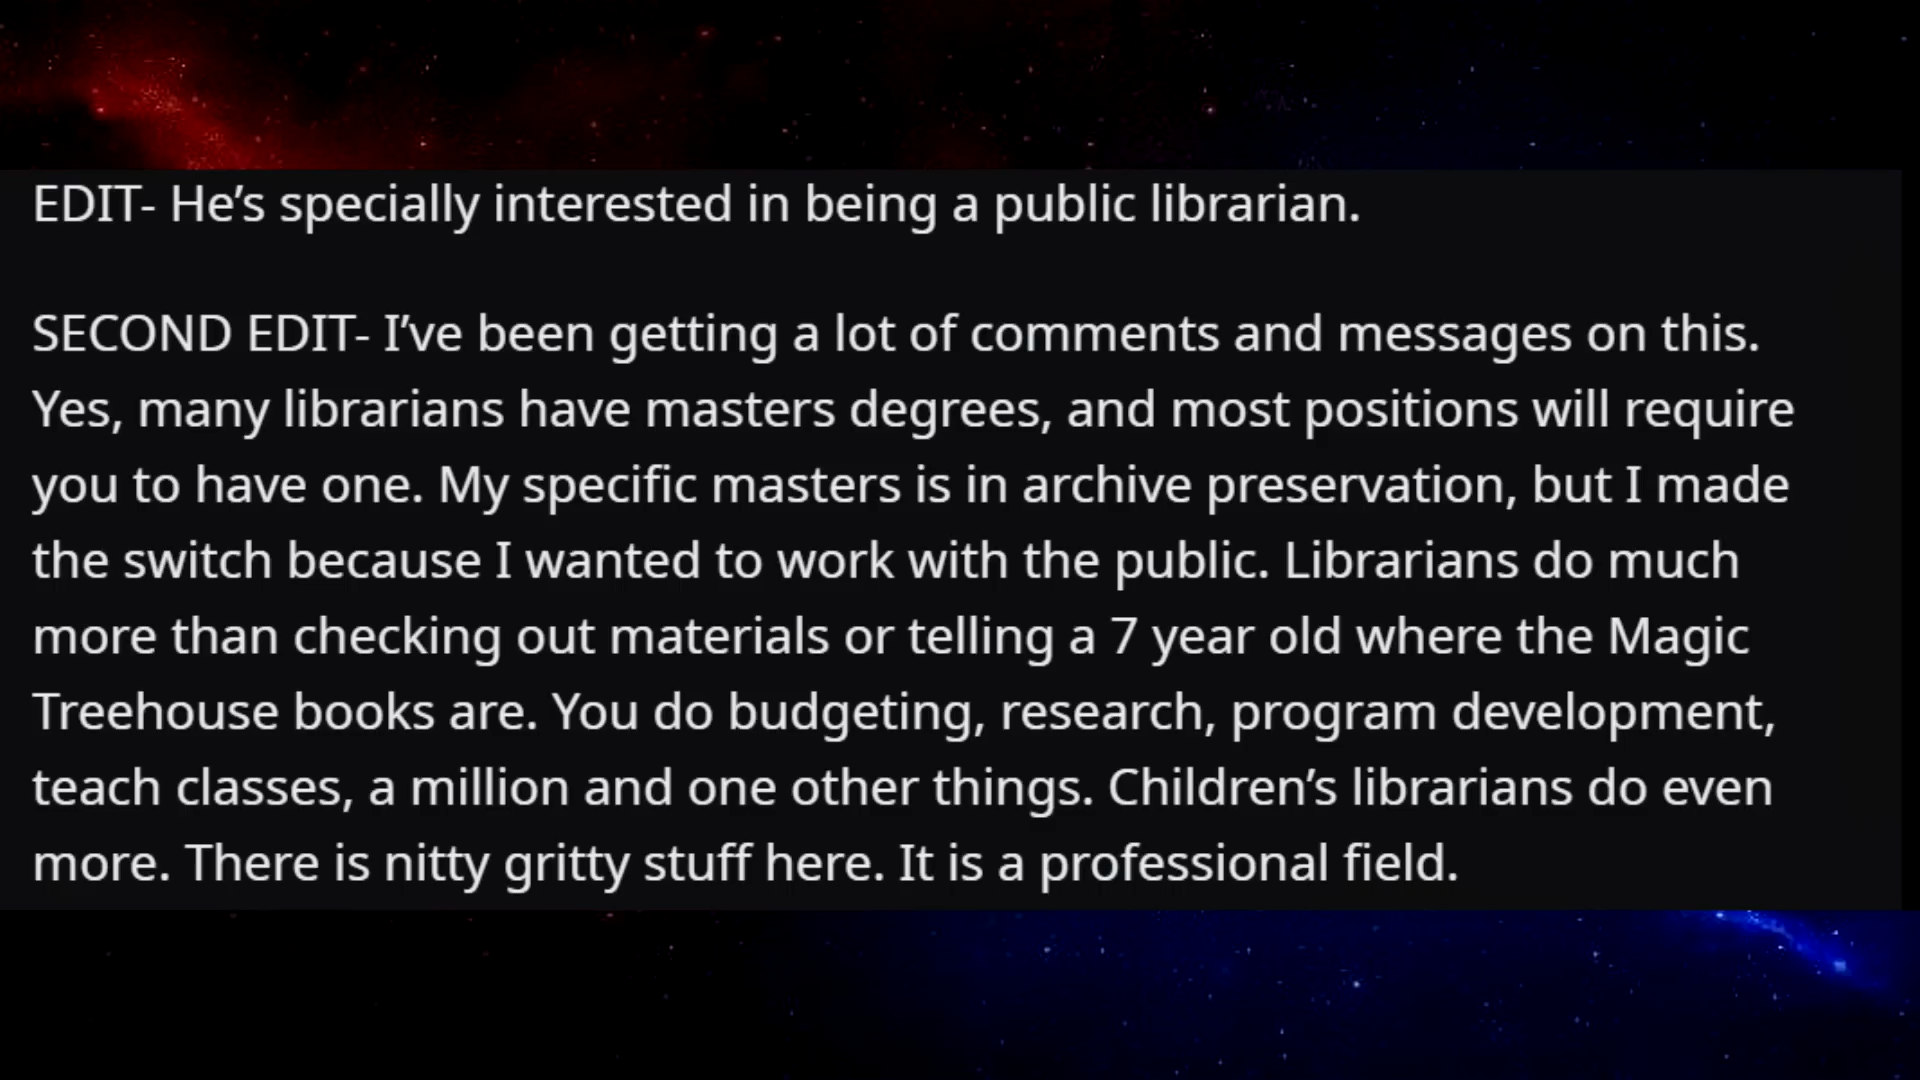 EDIT- He’s specially interested in being a public librarian.
SECOND EDIT- I’ve been getting a lot of comments and messages on this.
Yes, many librarians have masters degrees, and most positions will require
you to have one. My specific masters is in archive preservation, but I made
the switch because I wanted to work with the public. Librarians do much
more than checking out materials or telling a 7 year old where the Magic
Treehouse books are. You do budgeting, research, program development,
teach classes, a million and one other things. Children’s librarians do even
more. There is nitty gritty stuff here. It is a professional field.